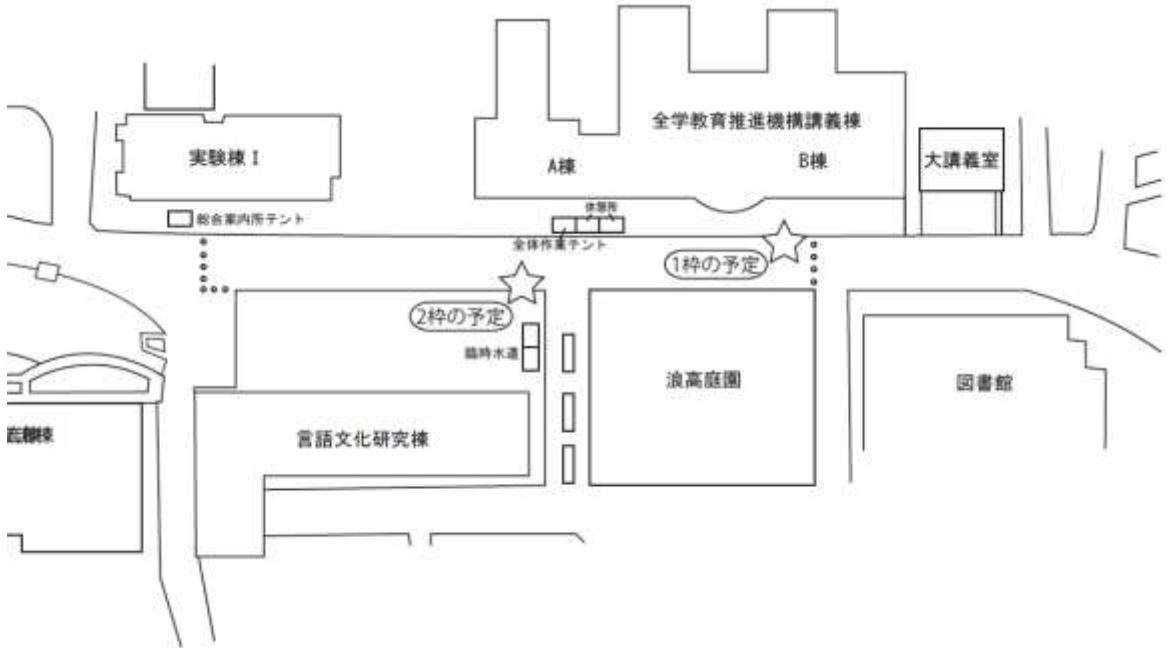 全学教育推進機構講義棟
実験棟Ⅰ
A棟
B棟
大講義室
総合案内所テント
休憩所
全体作業テント
1枠の予定
2枠の予定
臨時水道
浪高庭園
図書館
言語文化研究棟